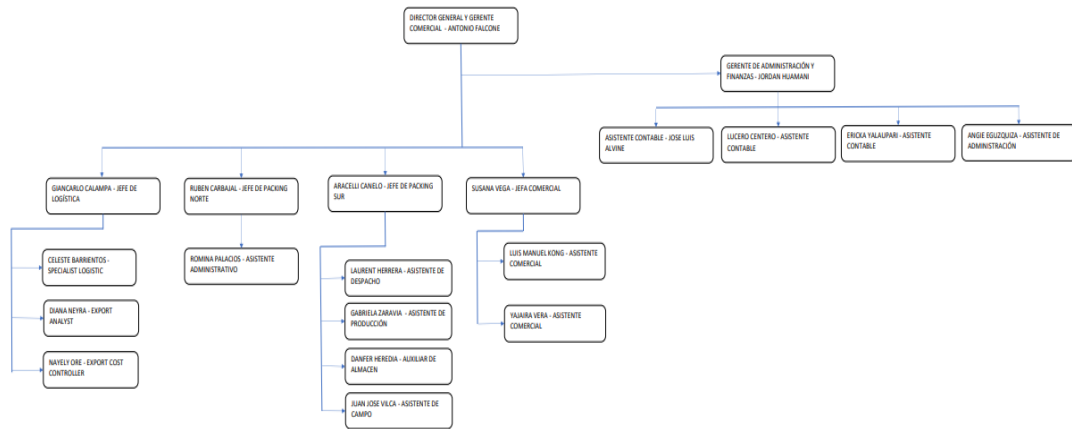 DIRECTOR GENERAL Y GERENTE
COMERCIAL - ANTONIO FALCONE
GERENTE DE ADMINISTRACIÓN Y
FINANZAS - JORDAN HUAMANI
ASISTENTE CONTABLE - JOSE LUIS
ALVINE
LUCERO CENTERO - ASISTENTE
CONTABLE
ERICKA YALAUPARI - ASISTENTE
CONTABLE
ANGIE EGUZQUIZA - ASISTENTE DE
ADMINISTRACIÓN
GIANCARLO CALAMPA - JEFE DE
LOGÍSTICA
RUBEN CARBAJAL - JEFE DE PACKING
NORTE
ARACELLI CANELO - JEFE DE PACKING
SUR
SUSANA VEGA - JEFA COMERCIAL
CELESTE BARRIENTOS -
SPECIALIST LOGISTIC
DIANA NEYRA - EXPORT
ANALYST
NAYELY ORE - EXPORT COST
CONTROLLER
ROMINA PALACIOS - ASISTENTE
ADMINISTRATIVO
LAURENT HERRERA - ASISTENTE DE
DESPACHO
GABRIELA ZARAVIA - ASISTENTE DE
PRODUCCIÓN
DANFER HEREDIA - AUXILIAR DE
ALMACEN
JUAN JOSE VILCA - ASISTENTE DE
CAMPO
LUIS MANUEL KONG - ASISTENTE
COMERCIAL
YAJAIRA VERA - ASISTENTE
COMERCIAL